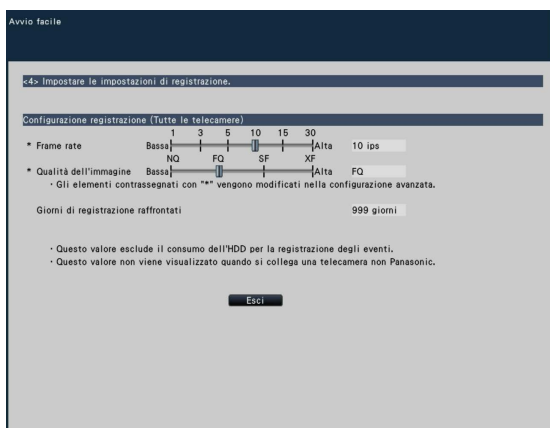 Avvio facile
<4> Impostare le impostazioni di registrazione.
Configurazione registrazione (Tutte le telecamere)
1 3 5 10 15 30
* Frame rate Bassa Alta 10 ips
NQ FQ SF XF
* Qualità dell'immagine Bassa Alta FQ
・Gli elementi contrassegnati con "*" vengono modificati nella configurazione avanzata.
Giorni di registrazione raffrontati 999 giorni
・Questo valore esclude il consumo dell'HDD per la registrazione degli eventi.
・Questo valore non viene visualizzato quando si collega una telecamera non Panasonic.
Esci